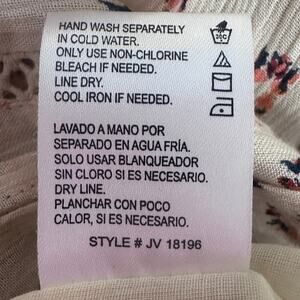 HAND WASH SEPARATELY
IN COLD WATER.
ONLY USE NON-CHLORINE
BLEACH IF NEEDED.
LINE DRY.
COOL IRON IF NEEDED.
LAVADO A MANO POR
SEPARADO EN AGUA FRÍA.
SOLO USAR BLANQUEADOR
SIN CLORO SI ES NECESARIO.
DRY LINE.
PLANCHAR CON POCO
CALOR, SI ES NECESARIO.
STYLE # JV 18196